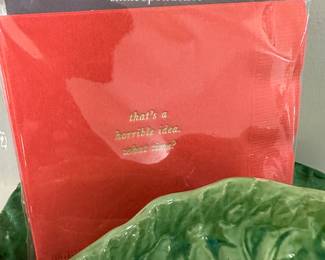 that's a
horrible idea.
what time?